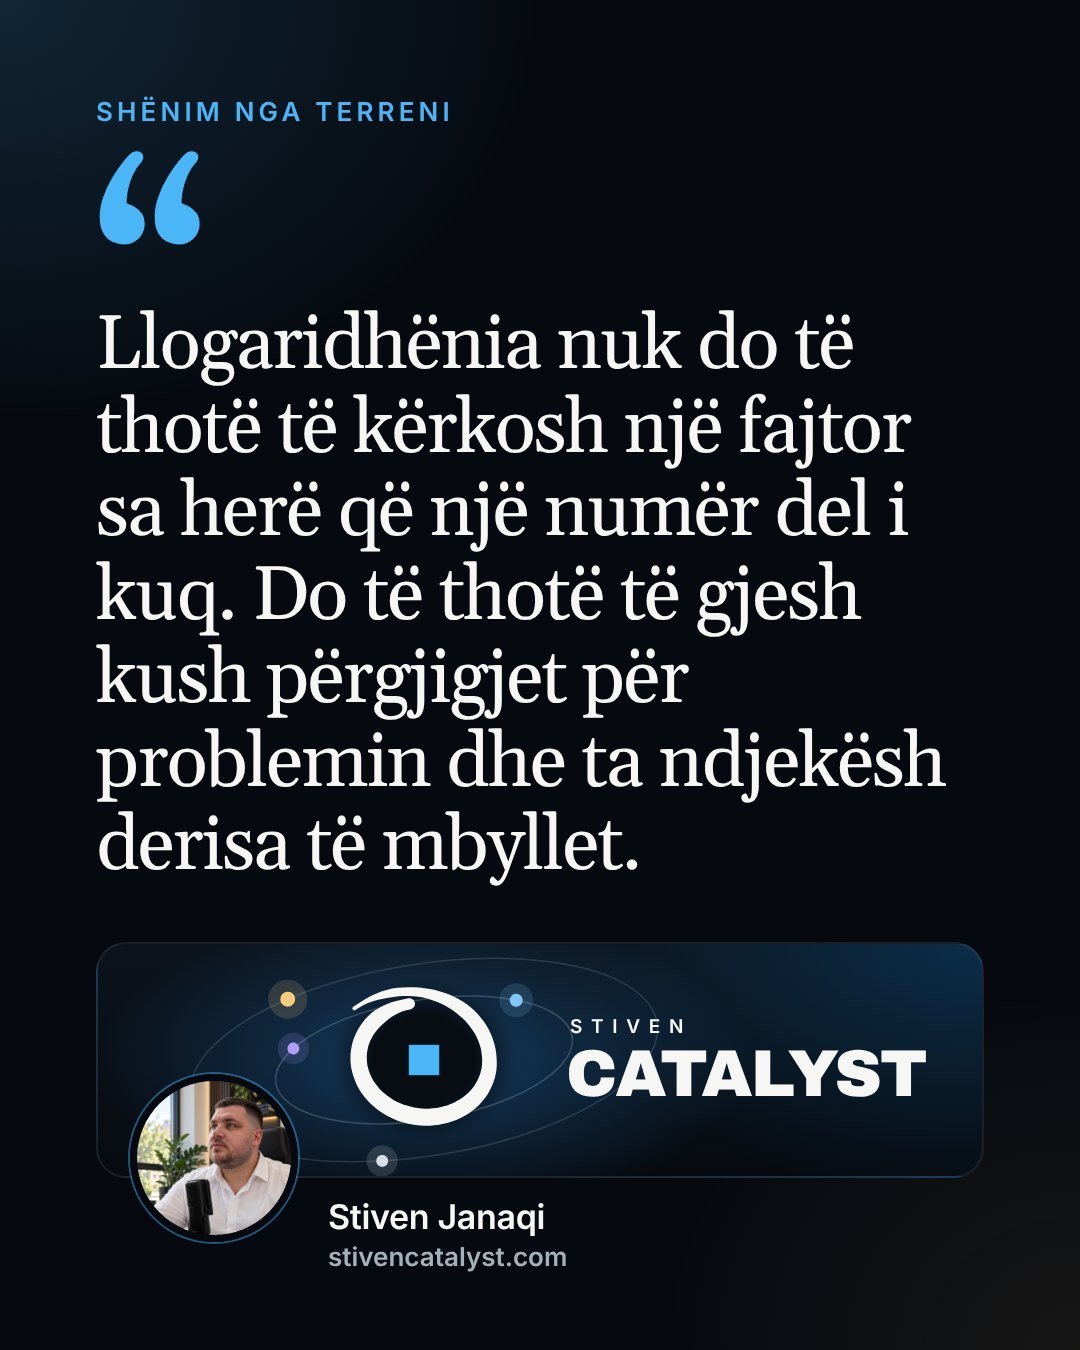 SHËNIM NGA TERRENI
“
Llogaridhënia nuk do të
thotë të kërkosh një fajtor
sa herë që një numër del i
kuq. Do të thotë të gjesh
kush përgjigjet për
problemin dhe ta ndjekësh
derisa të mbyllet.
STIVEN
CATALYST
Stiven Janaqi
stivencatalyst.com